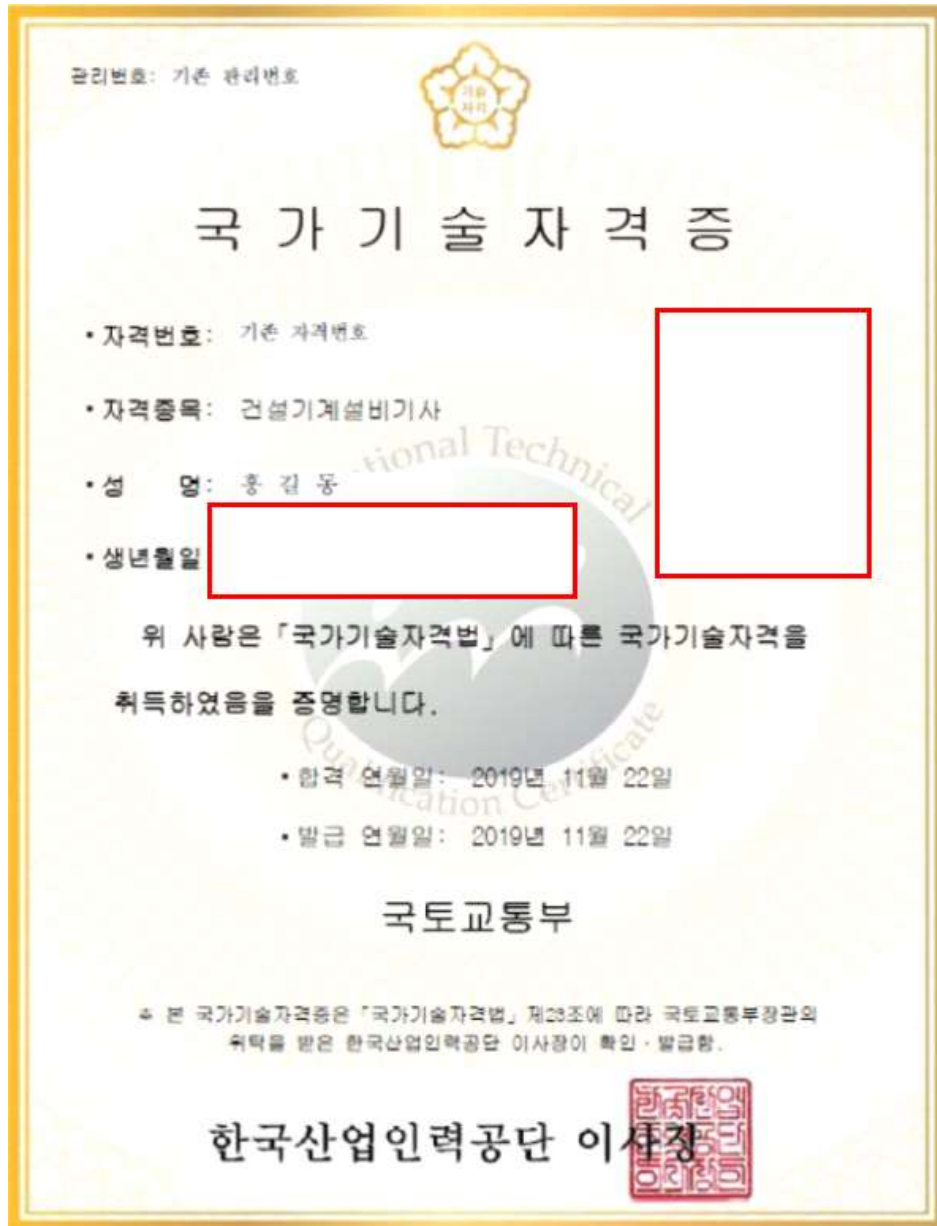 관리번호: 기존 관리번호
기술
자격
국가기술자격증
•자격번호: 기존 자격번호
•자격종목: 건설기계설비기사
•성 명: 홍길동
•생년월일
위 사람은 「국가기술자격법」에 따른 국가기술자격을
취득하였음을 증명합니다.
•합격 연월일: 2019년 11월 22일
•발급 연월일: 2019년 11월 22일
National Technical
Qualification Certificate
국토교통부
※ 본 국가기술자격증은 「국가기술자격법」 제23조에 따라 국토교통부장관의
위탁을 받은 한국산업인력공단 이사장이 확인·발급함.
한국산업인력공단 이사장